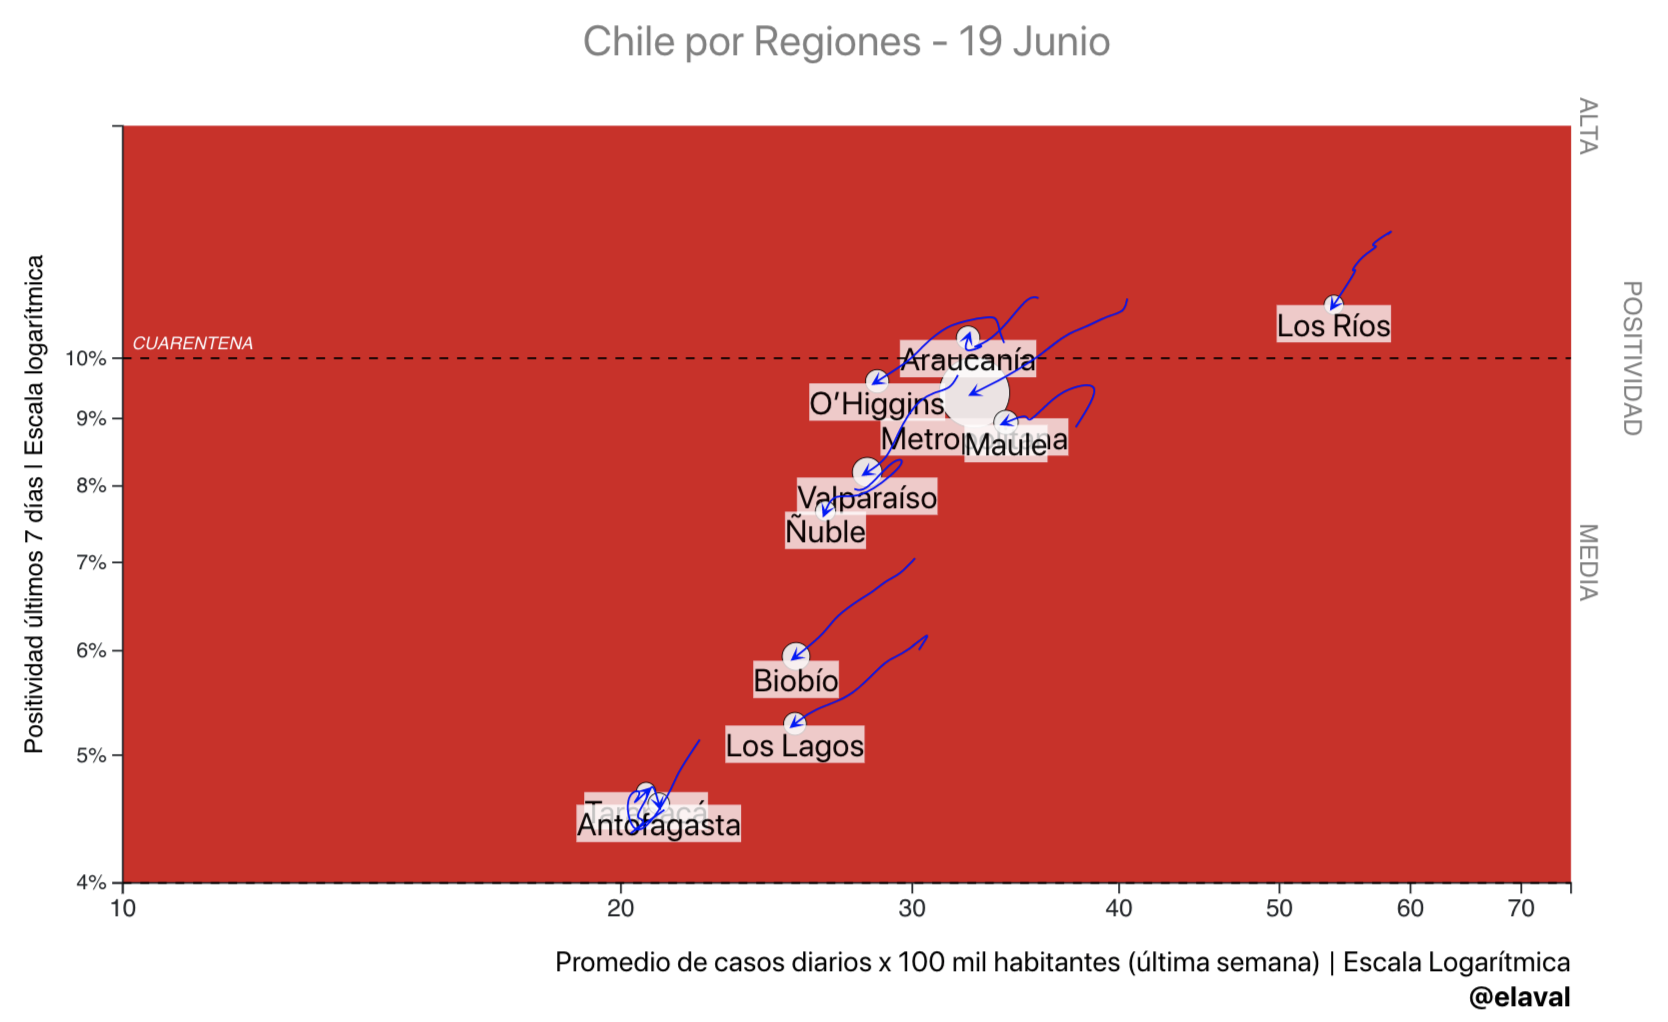 Chile por Regiones - 19 Junio
ALTA
POSITIVIDAD
MEDIA
Positividad últimos 7 días I Escala logarítmica
CUARENTENA
10%
9%
8%
7%
6%
5%
4%
Los Ríos
Araucanía
O'Higgins
Metropolitana
Maule
Valparaíso
Ñuble
Biobío
Los Lagos
Tarapacá
Antofagasta
10 20 30 40 50 60 70
Promedio de casos diarios x 100 mil habitantes (última semana) | Escala Logarítmica
@elaval